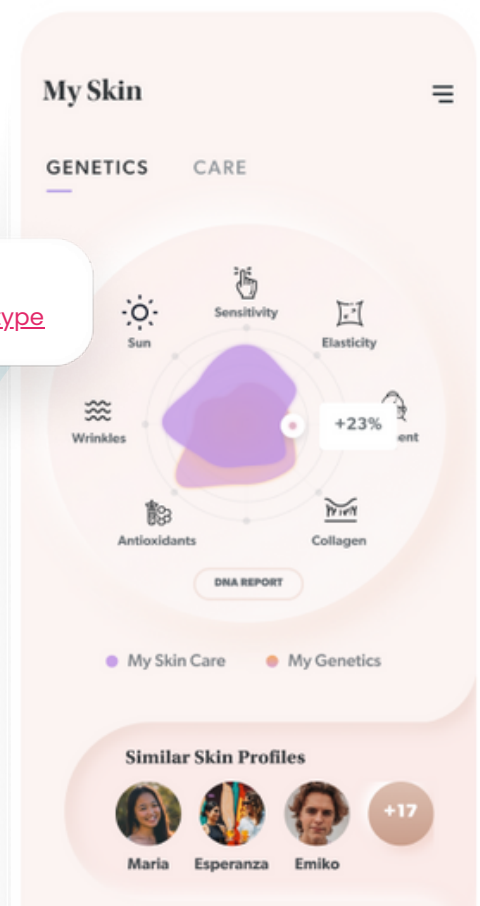 My Skin
GENETICS CARE
ype
Sensitivity
Sun
Elasticity
+23%
Wrinkles
ent
Antioxidants
Collagen
DNA REPORT
My Skin Care
My Genetics
Similar Skin Profiles
+17
Maria
Esperanza
Emiko